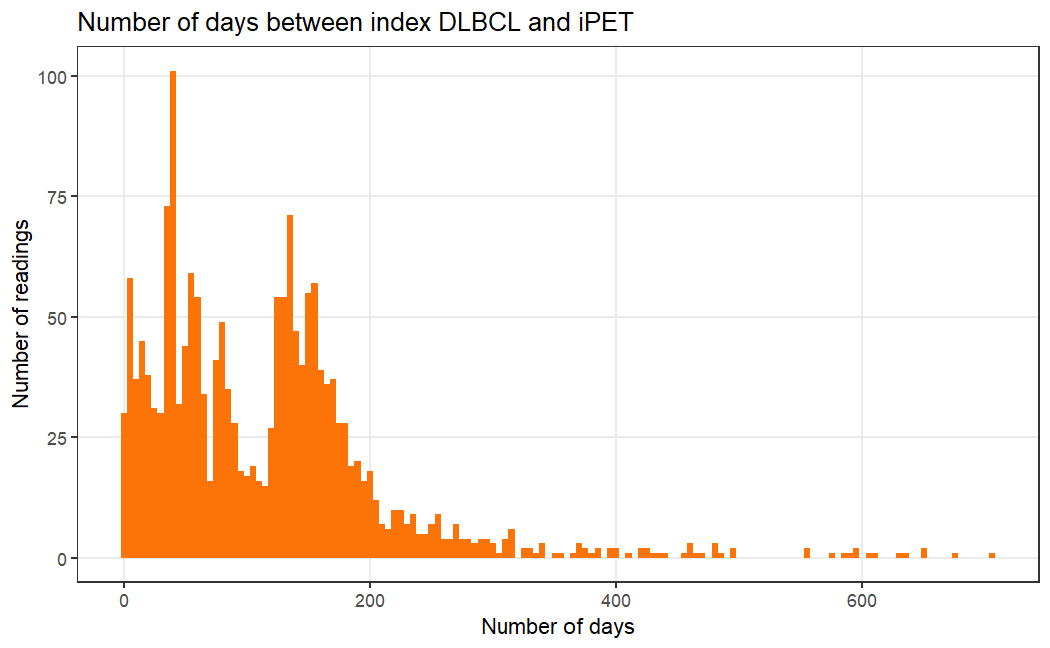 Number of days between index DLBCL and iPET
Number of readings
100
75
50
25
0
0 200 400 600
Number of days